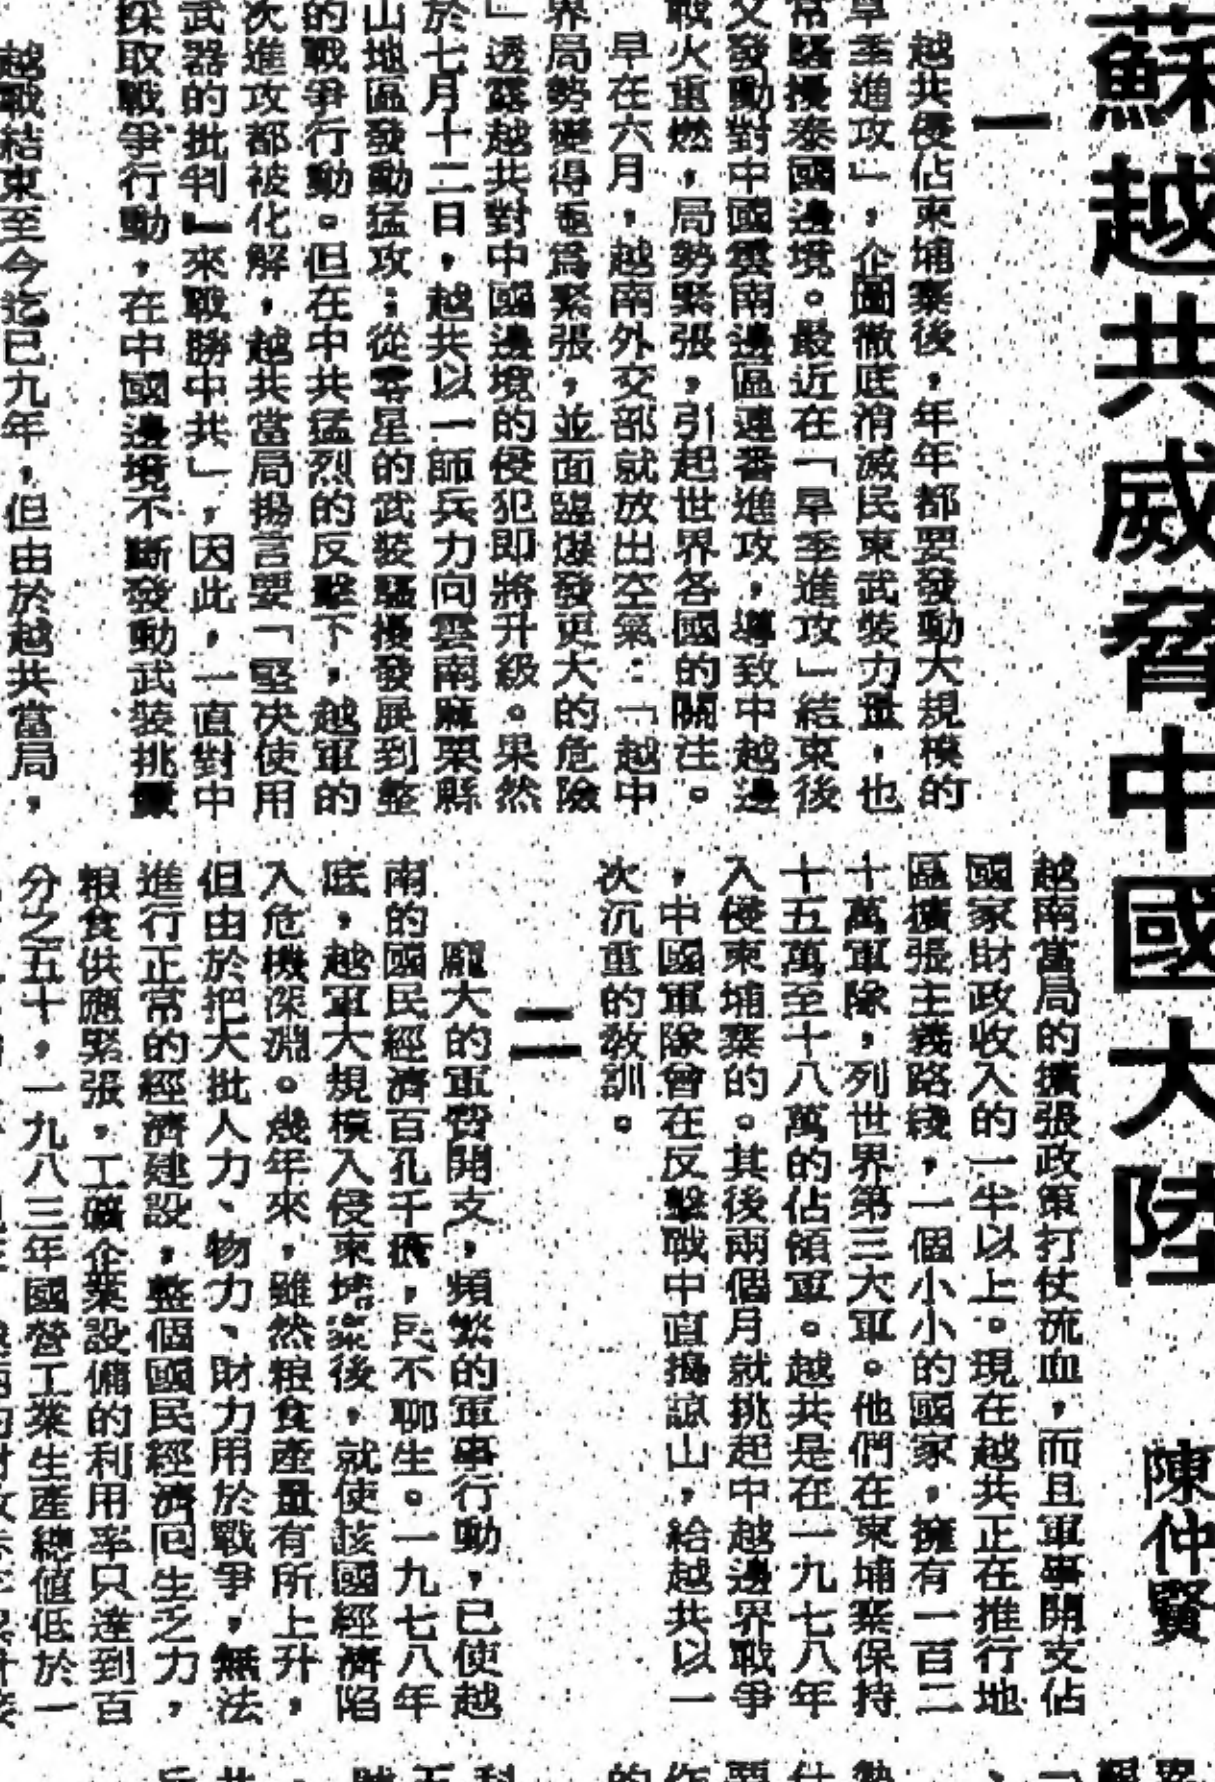 蘇越共威脅中國大陸
陳仲賢
一
越共侵佔柬埔寨後，年年都要發動大規模的
旱季進攻」，企圖徹底消滅民柬武裝力量，也
常騷擾泰國邊境。最近在「旱季進攻」結束後
又發動對中國雲南邊區連番進攻，導致中越邊
戰火重燃，局勢緊張，引起世界各國的關注。
早在六月，越南外交部就放出空氣：「越中
界局勢變得極為緊張，並面臨爆發更大的危險
」透露越共對中國邊境的侵犯即將升級。果然
於七月十二日，越共以一師兵力向雲南麻栗縣
山地區發動猛攻；從零星的武裝騷擾發展到整
的戰爭行動。但在中共猛烈的反擊下，越軍的
次進攻都被化解，越共當局揚言要「堅决使用
武器的批判』來戰勝中共」，因此，一直對中
採取戰爭行動，在中國邊境不斷發動武裝挑釁
越戰結束至今迄已九年，但由於越共當局，
越南當局的擴張政策打仗流血，而且軍事開支佔
國家財政收入的一半以上。現在越共正在推行地
區擴張主義路綫，一個小小的國家，擁有一百二
十萬軍隊，列世界第三大軍。他們在柬埔寨保持
十五萬至十八萬的佔領軍。越共是在一九七八年
入侵柬埔寨的。其後兩個月就挑起中越邊界戰爭
，中國軍隊曾在反擊戰中直搗諒山，給越共以一
次沉重的教訓。
二
龐大的軍費開支，頻繁的軍事行動，已使越
南的國民經濟百孔千瘡，民不聊生。一九七八年
底，越軍大規模入侵柬埔寨後，就使該國經濟陷
入危機深淵。幾年來，雖然粮食產量有所上升，
但由於把大批人力、物力、財力用於戰爭，無法
進行正常的經濟建設，整個國民經濟囘生乏力，
粮食供應緊張，工礦企業設備的利用率只達到百
分之五十，一九八三年國營工業生產總值低於一